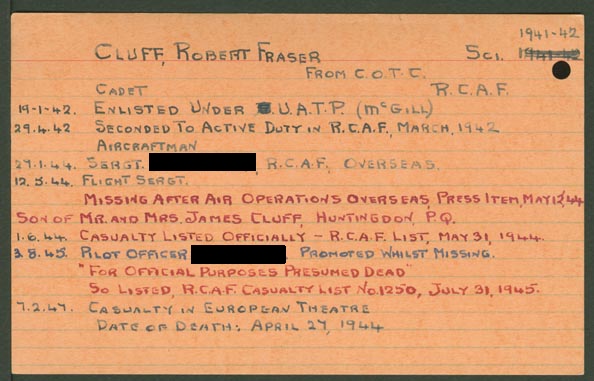 1941-42
CLUFF, ROBERT FRASER SCI. 1941-42
FROM C.O.T.C.
CADET R.C.A.F.
19-1-42. ENLISTED UNDER U.A.T.P. (MCGILL)
29.4.42 SECONDED TO ACTIVE DUTY IN R.C.A.F., MARCH, 1942
AIRCRAFTMAN
27.1.44. SERGT. , R.C.A.F., OVERSEAS.
12.5.44. FLIGHT SERGT.
MISSING AFTER AIR OPERATIONS OVERSEAS, PRESS ITEM, MAY 12, 44
SON OF MR. AND MRS. JAMES CLUFF, HUNTINGDON, P.Q.
1.6.44. CASUALTY LISTED OFFICIALLY - R.C.A.F. LIST, MAY 31, 1944.
3.8.45. PILOT OFFICER , PROMOTED WHILST MISSING.
"FOR OFFICIAL PURPOSES PRESUMED DEAD"
SO LISTED, R.C.A.F. CASUALTY LIST NO. 1250, JULY 31, 1945.
7.2.47. CASUALTY IN EUROPEAN THEATRE
DATE OF DEATH: APRIL 27, 1944